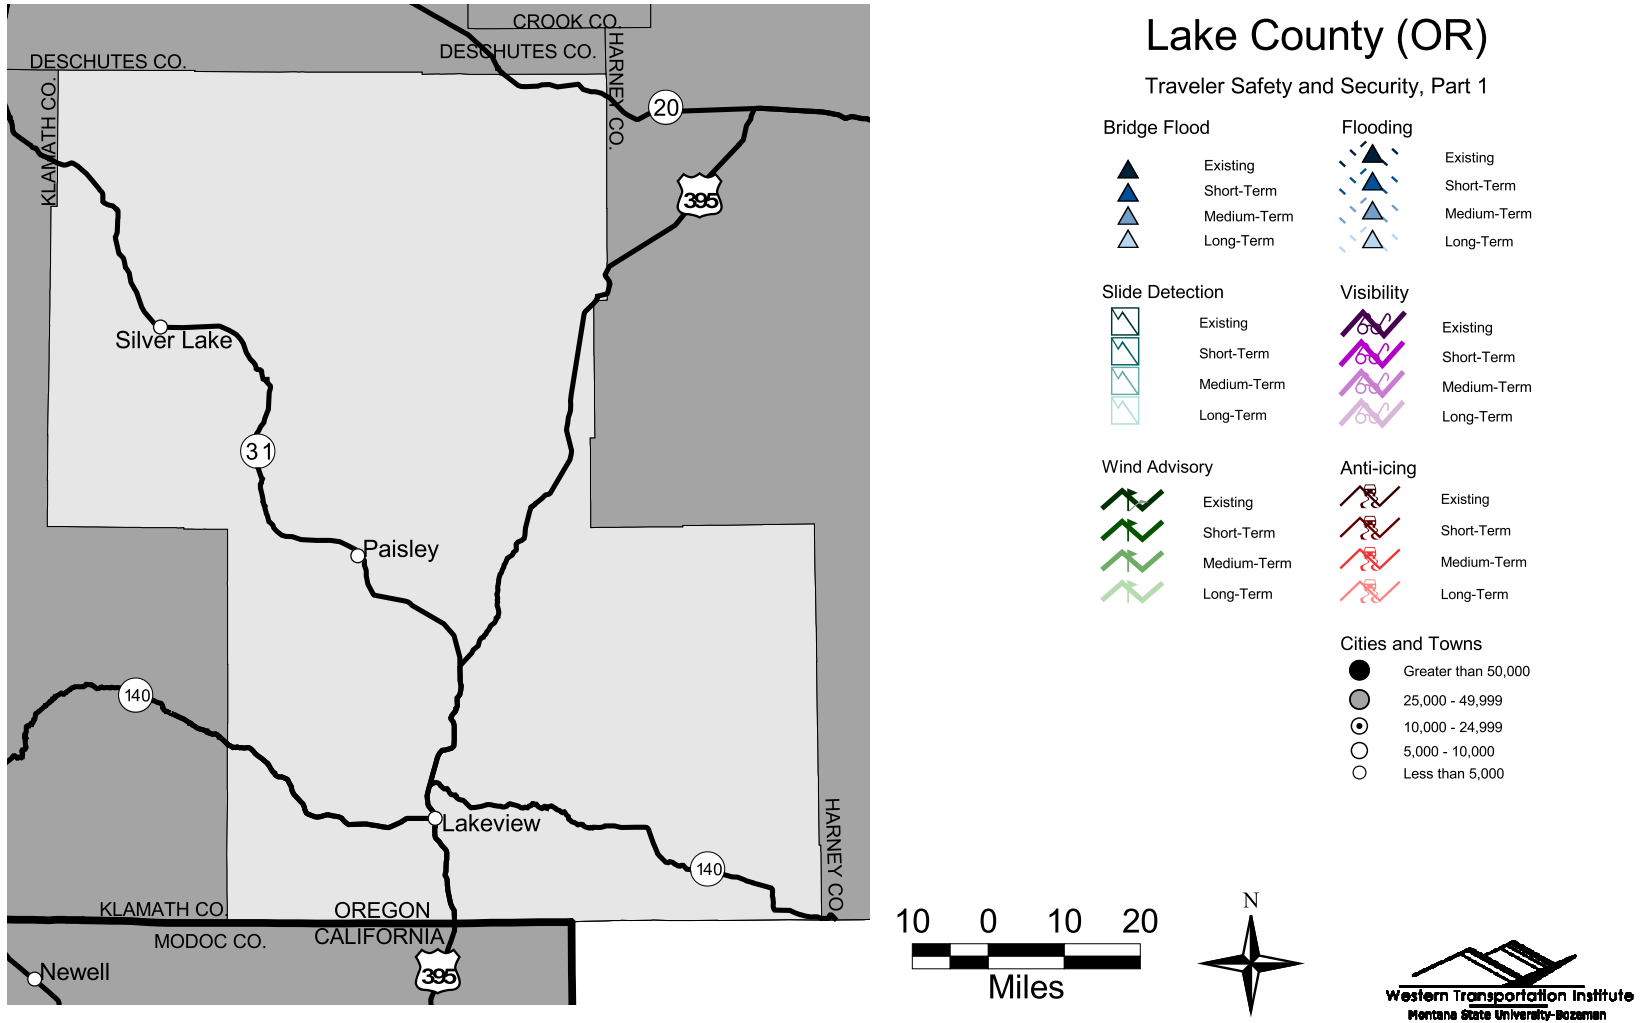 Lake County (OR)
Traveler Safety and Security, Part 1
CROOK CO.
DESCHUTES CO.
DESCHUTES CO.
HARNEY CO.
KLAMATH CO.
20
395
Silver Lake
31
Paisley
140
Lakeview
140
HARNEY CO.
KLAMATH CO.
OREGON
MODOC CO.
CALIFORNIA
Newell
395
Bridge Flood
Existing
Short-Term
Medium-Term
Long-Term
Flooding
Existing
Short-Term
Medium-Term
Long-Term
Slide Detection
Existing
Short-Term
Medium-Term
Long-Term
Visibility
Existing
Short-Term
Medium-Term
Long-Term
Wind Advisory
Existing
Short-Term
Medium-Term
Long-Term
Anti-icing
Existing
Short-Term
Medium-Term
Long-Term
Cities and Towns
Greater than 50,000
25,000 - 49,999
10,000 - 24,999
5,000 - 10,000
Less than 5,000
10 0 10 20
Miles
N
Western Transportation Institute
Montana State University-Bozeman